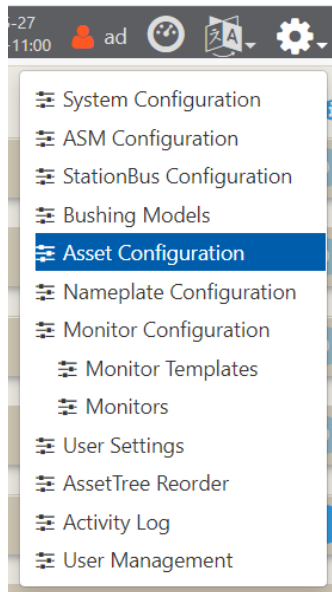 -27
-11:00
ad
System Configuration
ASM Configuration
StationBus Configuration
Bushing Models
Asset Configuration
Nameplate Configuration
Monitor Configuration
Monitor Templates
Monitors
User Settings
AssetTree Reorder
Activity Log
User Management